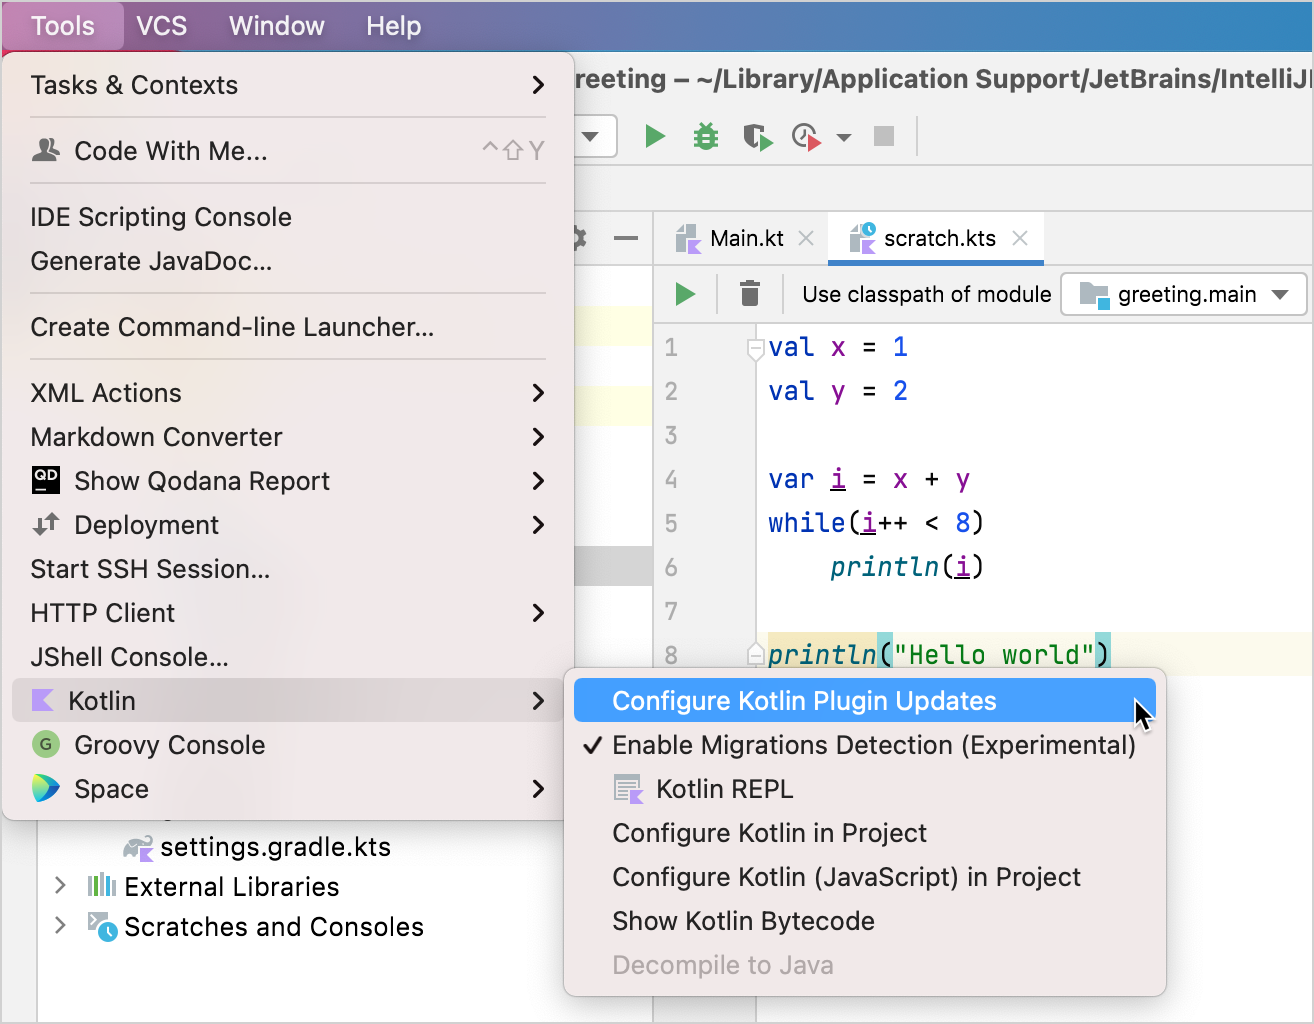 Tools VCS Window Help
reeting – ~/Library/Application Support/JetBrains/IntelliJI
Tasks & Contexts
Code With Me... ^⇧Y
IDE Scripting Console
Generate JavaDoc...
Create Command-line Launcher...
XML Actions
Markdown Converter
QD Show Qodana Report
Deployment
Start SSH Session...
HTTP Client
JShell Console...
Kotlin
G Groovy Console
Space
Main.kt scratch.kts
Use classpath of module greeting.main
1 val x = 1
2 val y = 2
3
4 var i = x + y
5 while(i++ < 8)
6 println(i)
7
8 println("Hello world")
Configure Kotlin Plugin Updates
✓ Enable Migrations Detection (Experimental)
Kotlin REPL
Configure Kotlin in Project
Configure Kotlin (JavaScript) in Project
Show Kotlin Bytecode
Decompile to Java
settings.gradle.kts
External Libraries
Scratches and Consoles